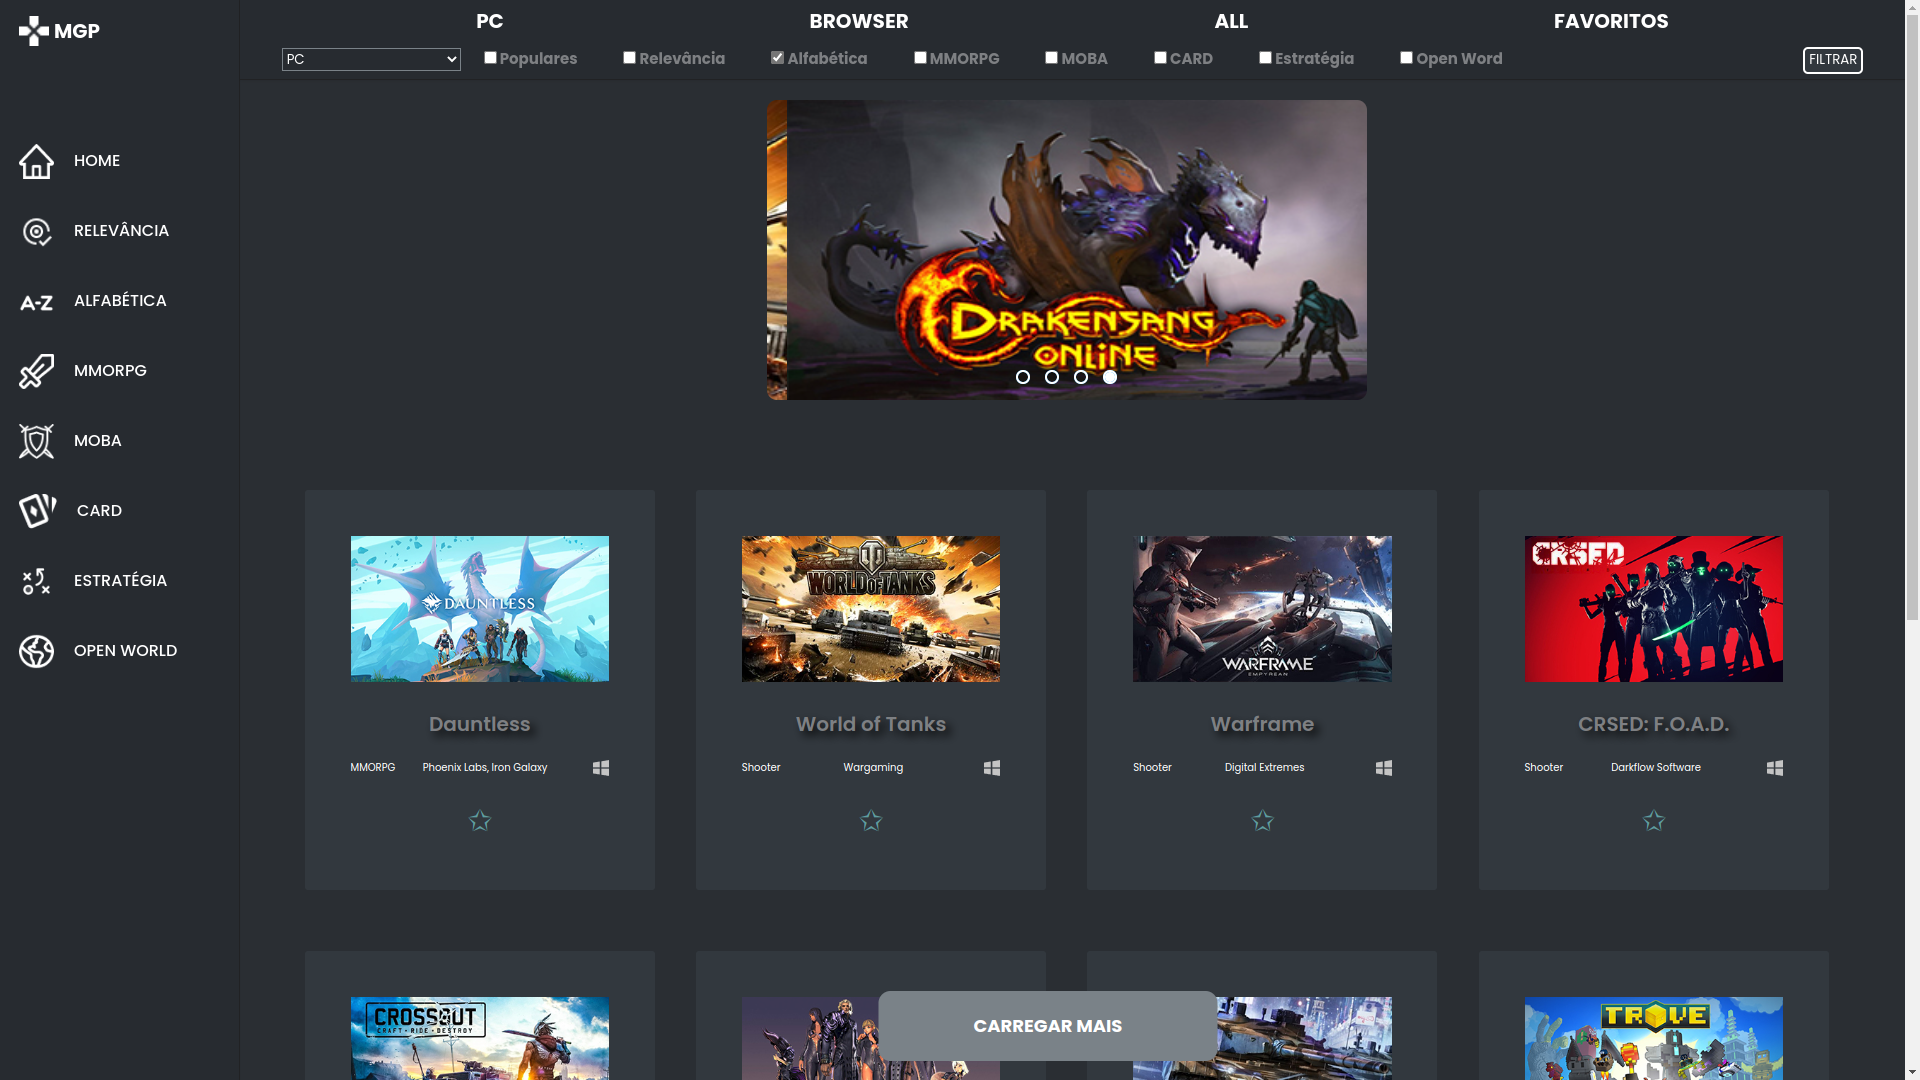 MGP
PC
BROWSER
ALL
FAVORITOS
PC
Populares
Relevância
Alfabética
MMORPG
MOBA
CARD
Estratégia
Open Word
FILTRAR
HOME
RELEVÂNCIA
A-Z ALFABÉTICA
MMORPG
MOBA
CARD
ESTRATÉGIA
OPEN WORLD
DRAKENSANG
ONLINE
DAUNTLESS
WORLD OF TANKS
WARFRAME
EMPYREAN
CRSED
Dauntless
World of Tanks
Warframe
CRSED: F.O.A.D.
MMORPG
Phoenix Labs, Iron Galaxy
Shooter
Wargaming
Shooter
Digital Extremes
Shooter
Darkflow Software
CROSSOUT
CRAFT • RIDE • DESTROY
TROVE
CARREGAR MAIS